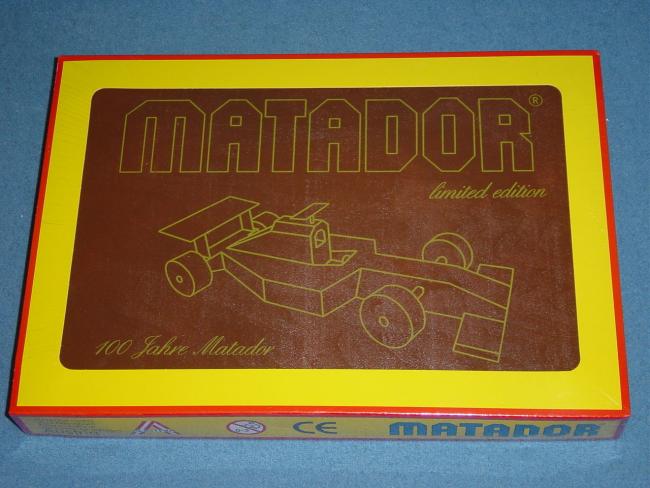 MATADOR®
limited edition
100 Jahre Matador
CE MATADOR